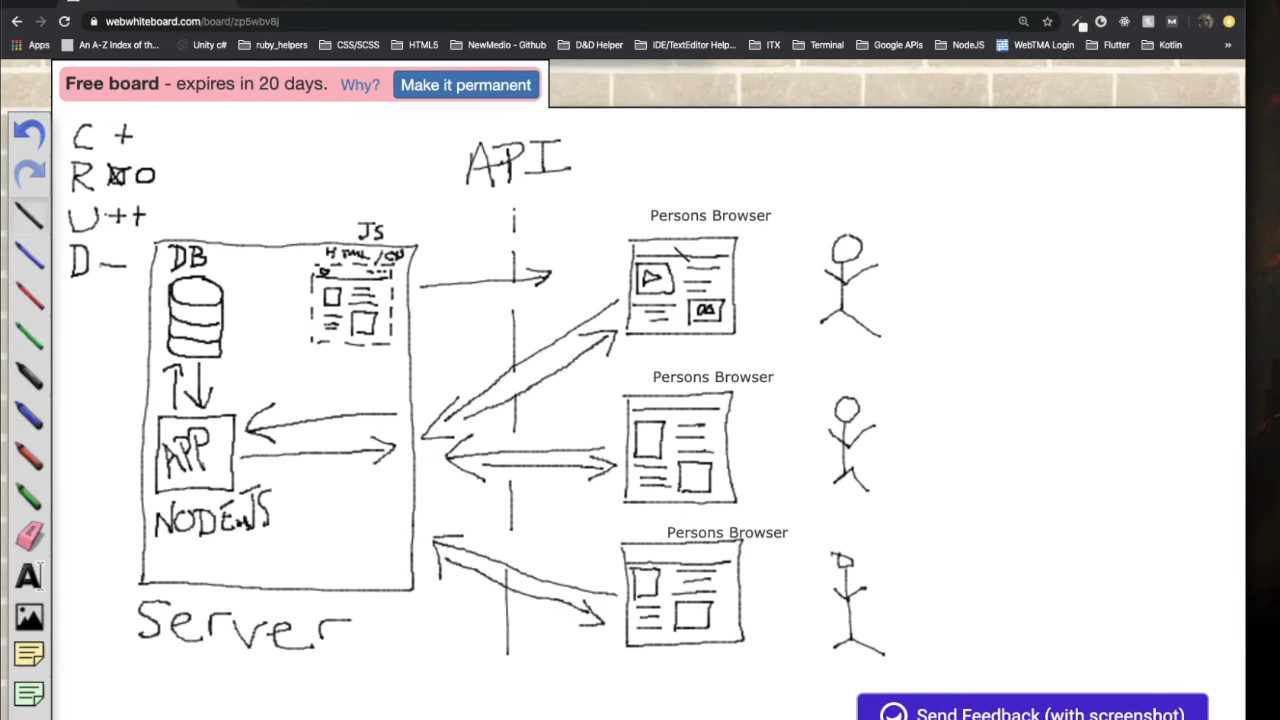 webwhiteboard.com/board/zp5wbv8j
Apps An A-Z Index of th... Unity c# ruby_helpers CSS/SCSS HTML5 NewMedio - Github D&D Helper IDE/TextEditor Help... ITX Terminal Google APIs NodeJS WebTMA Login Flutter Kotlin »
Free board - expires in 20 days. Why? Make it permanent
C +
R O
U ++
D -
API
JS
DB
HTML/CSS
Persons Browser
Persons Browser
APP
NODEJS
Persons Browser
Server
A
Send Feedback (with screenshot)